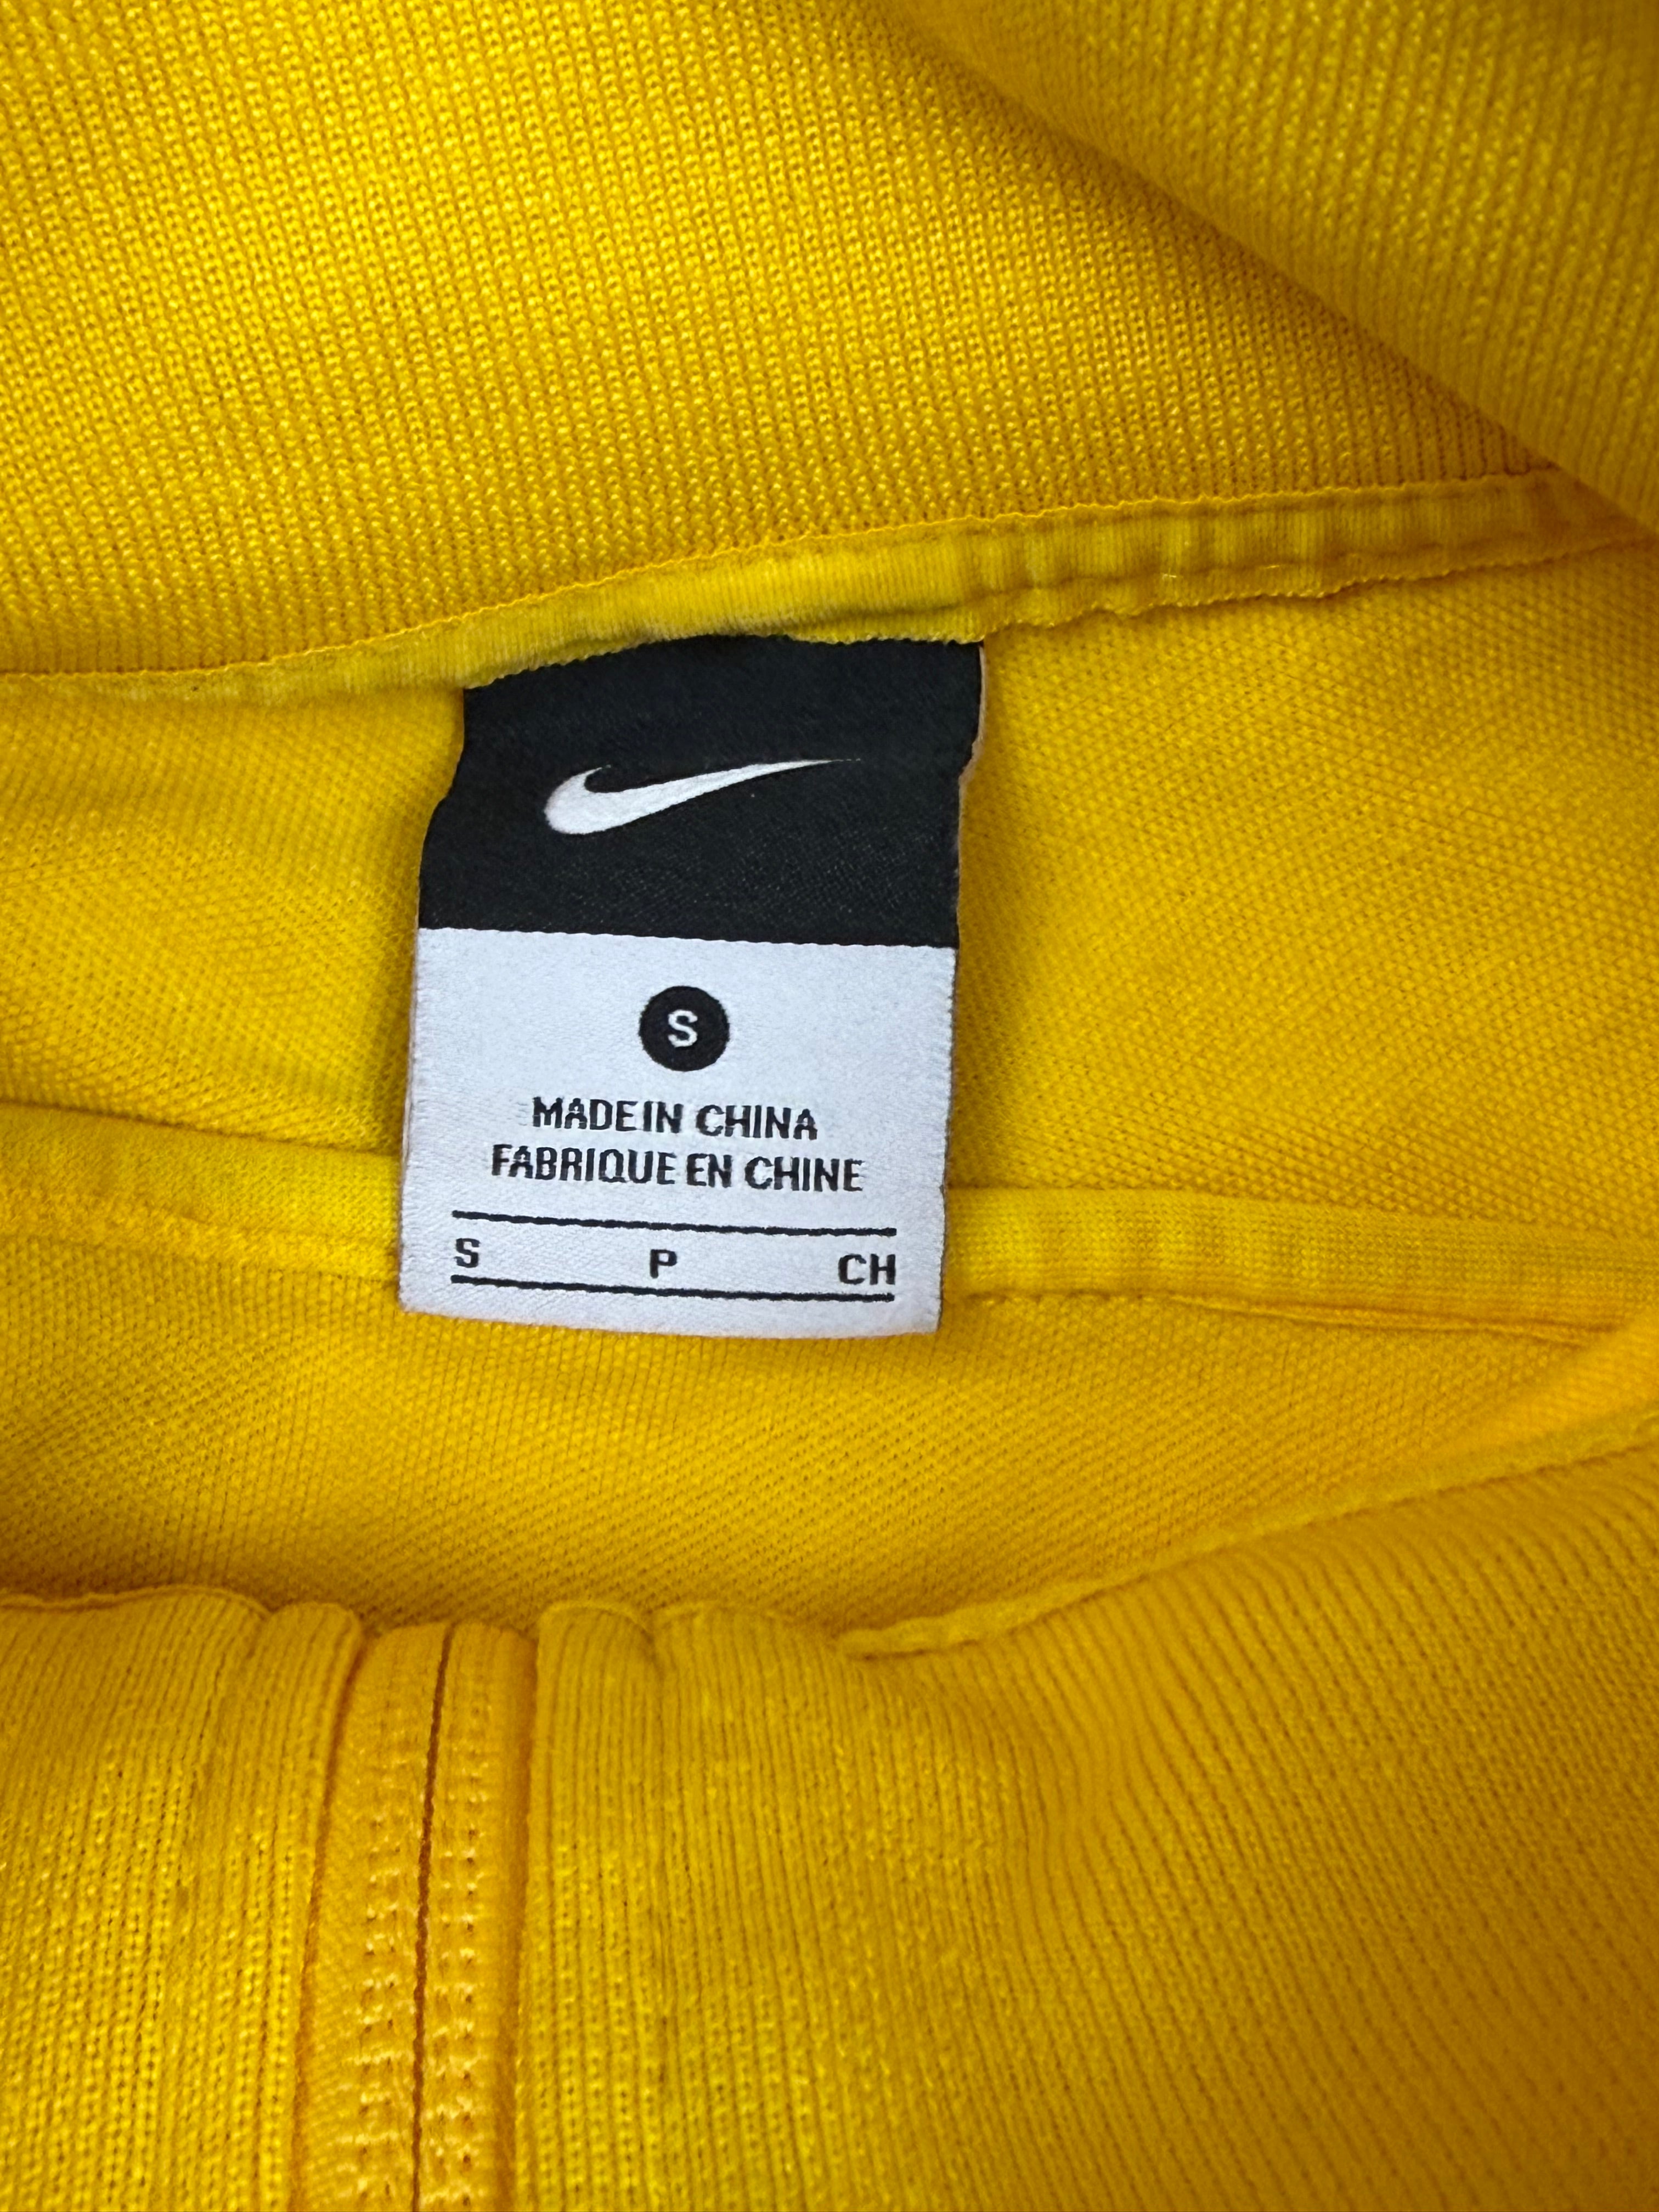 S
MADE IN CHINA
FABRIQUE EN CHINE
S P CH